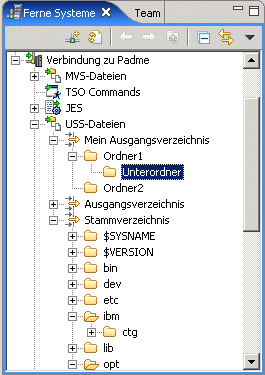 Ferne Systeme Team
Verbindung zu Padme
MVS-Dateien
TSO Commands
JES
USS-Dateien
Mein Ausgangsverzeichnis
Ordner1
Unterordner
Ordner2
Ausgangsverzeichnis
Stammverzeichnis
$SYSNAME
$VERSION
bin
dev
etc
ibm
ctg
lib
opt